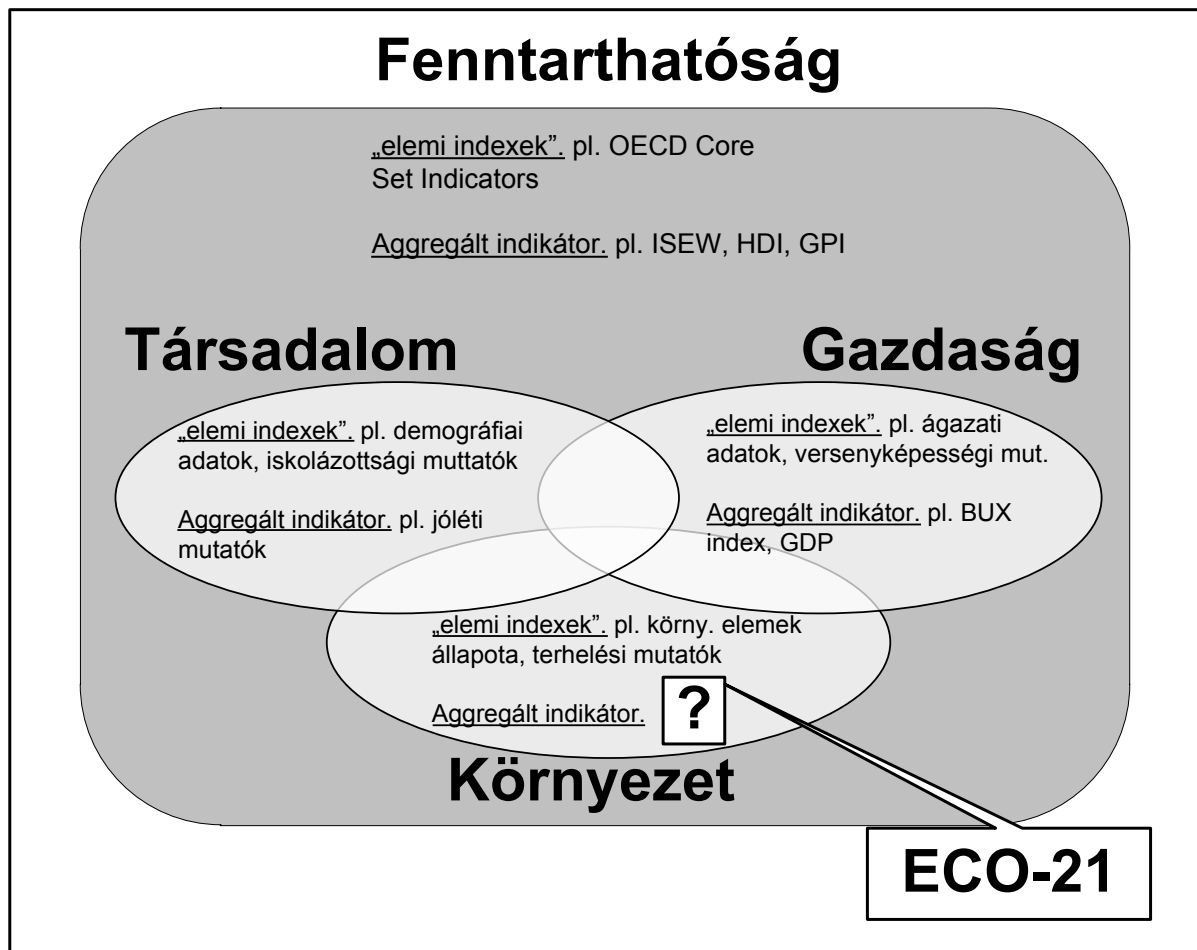 Fenntarthatóság
„elemi indexek”. pl. OECD Core
Set Indicators
Aggregált indikátor. pl. ISEW, HDI, GPI
Társadalom
„elemi indexek”. pl. demográfiai
adatok, iskolázottsági muttatók
Aggregált indikátor. pl. jóléti
mutatók
Gazdaság
„elemi indexek”. pl. ágazati
adatok, versenyképességi mut.
Aggregált indikátor. pl. BUX
index, GDP
„elemi indexek”. pl. körny. elemek
állapota, terhelési mutatók
Aggregált indikátor. ?
Környezet
ECO-21